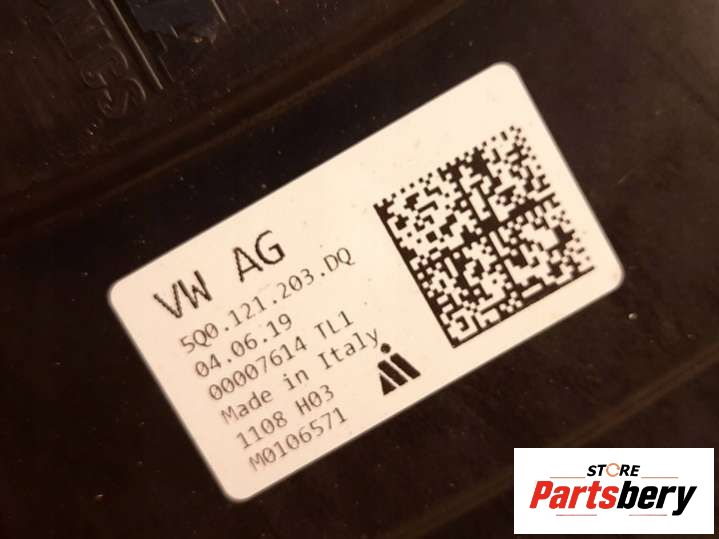 VW AG
5Q0.121.203.DQ
04.06.19
00007614 TL1
Made in Italy
1108 H03
M0106571
STORE
Partsbery